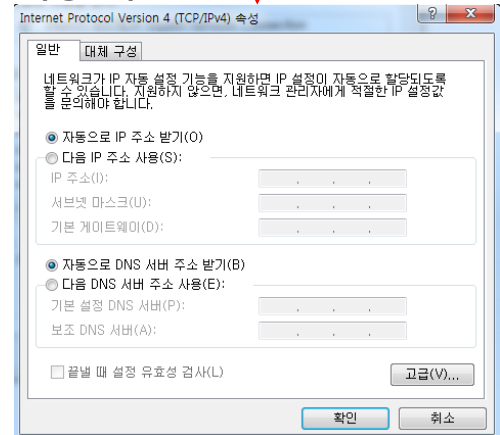 Internet Protocol Version 4 (TCP/IPv4) 속성
일반 대체 구성
네트워크가 IP 자동 설정 기능을 지원하면 IP 설정이 자동으로 할당되도록
할 수 있습니다. 지원하지 않으면, 네트워크 관리자에게 적절한 IP 설정값
을 문의해야 합니다.
자동으로 IP 주소 받기(O)
다음 IP 주소 사용(S):
IP 주소(I):
서브넷 마스크(U):
기본 게이트웨이(D):
자동으로 DNS 서버 주소 받기(B)
다음 DNS 서버 주소 사용(E):
기본 설정 DNS 서버(P):
보조 DNS 서버(A):
끝낼 때 설정 유효성 검사(L)
고급(V)...
확인 취소